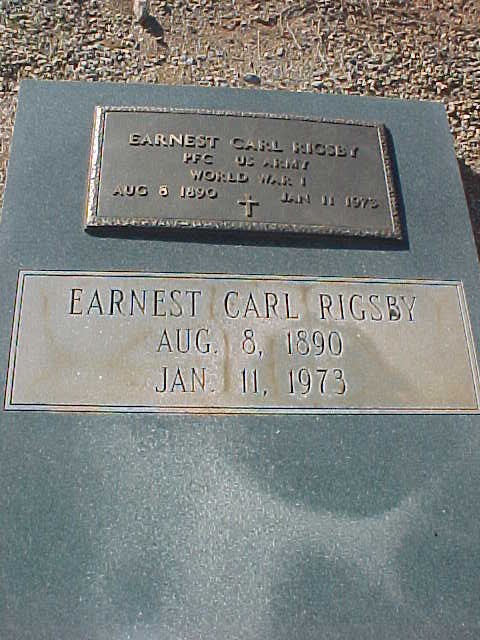 EARNEST CARL RIGSBY
PFC US ARMY
WORLD WAR I
AUG 8 1890 JAN 11 1973
EARNEST CARL RIGSBY
AUG. 8, 1890
JAN. 11, 1973